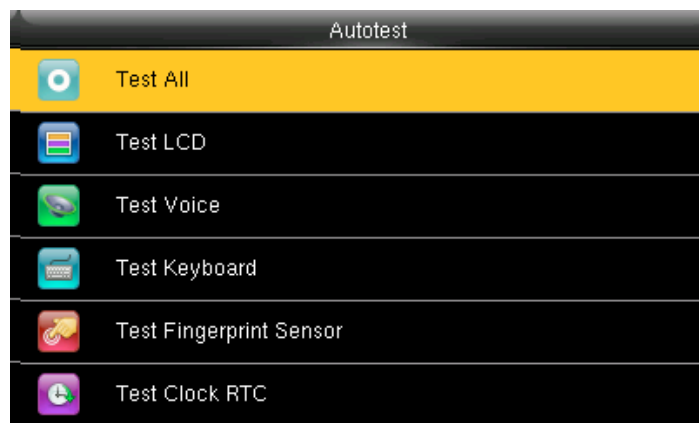 Autotest
Test All
Test LCD
Test Voice
Test Keyboard
Test Fingerprint Sensor
Test Clock RTC